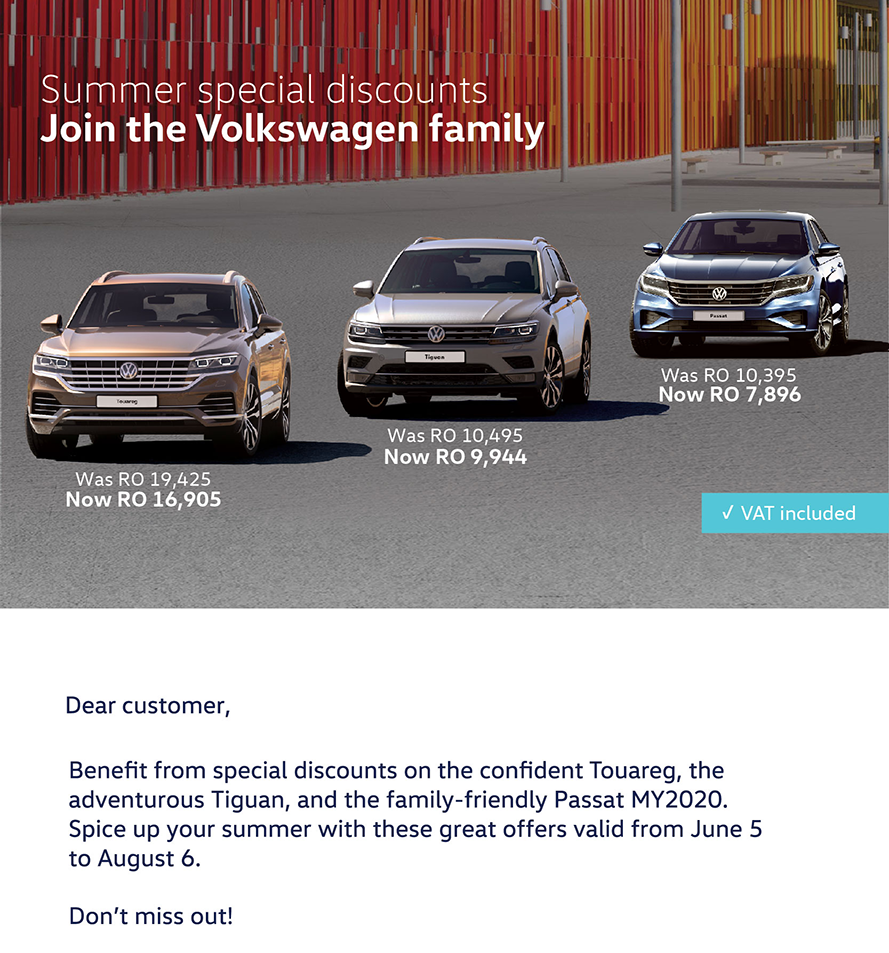 Summer special discounts
Join the Volkswagen family
Passat
Tiguan
Touareg
Was RO 10,395
Now RO 7,896
Was RO 10,495
Now RO 9,944
Was RO 19,425
Now RO 16,905
✓ VAT included
Dear customer,
Benefit from special discounts on the confident Touareg, the
adventurous Tiguan, and the family-friendly Passat MY2020.
Spice up your summer with these great offers valid from June 5
to August 6.
Don’t miss out!